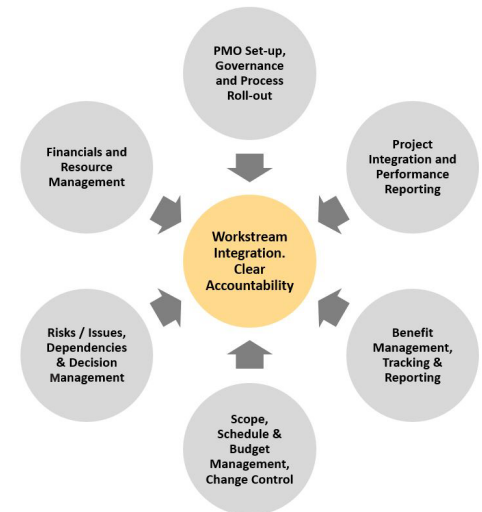 PMO Set-up,
Governance
and Process
Roll-out
Financials and
Resource
Management
Project
Integration and
Performance
Reporting
Workstream
Integration.
Clear
Accountability
Risks / Issues,
Dependencies
& Decision
Management
Benefit
Management,
Tracking &
Reporting
Scope,
Schedule &
Budget
Management,
Change Control